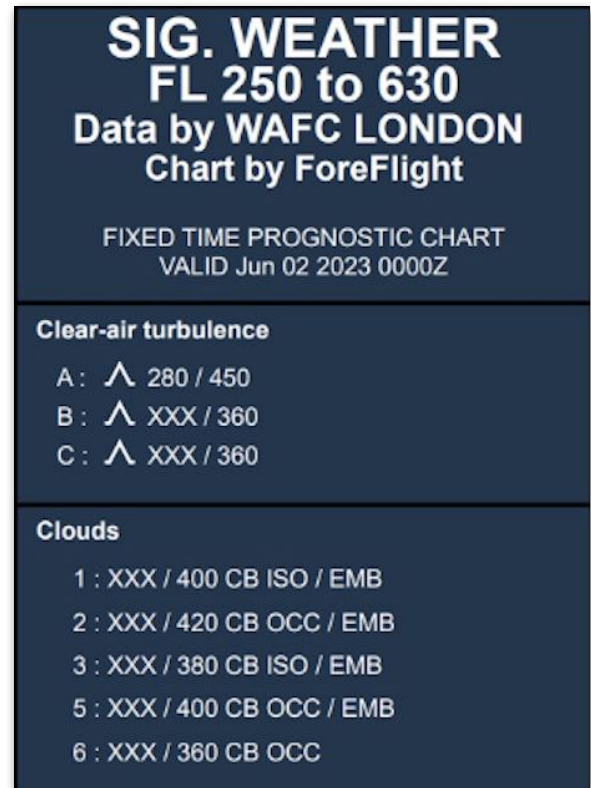 SIG. WEATHER
FL 250 to 630
Data by WAFC LONDON
Chart by ForeFlight
FIXED TIME PROGNOSTIC CHART
VALID Jun 02 2023 0000Z
Clear-air turbulence
A : 280 / 450
B : XXX / 360
C : XXX / 360
Clouds
1 : XXX / 400 CB ISO / EMB
2 : XXX / 420 CB OCC / EMB
3 : XXX / 380 CB ISO / EMB
5 : XXX / 400 CB OCC / EMB
6 : XXX / 360 CB OCC